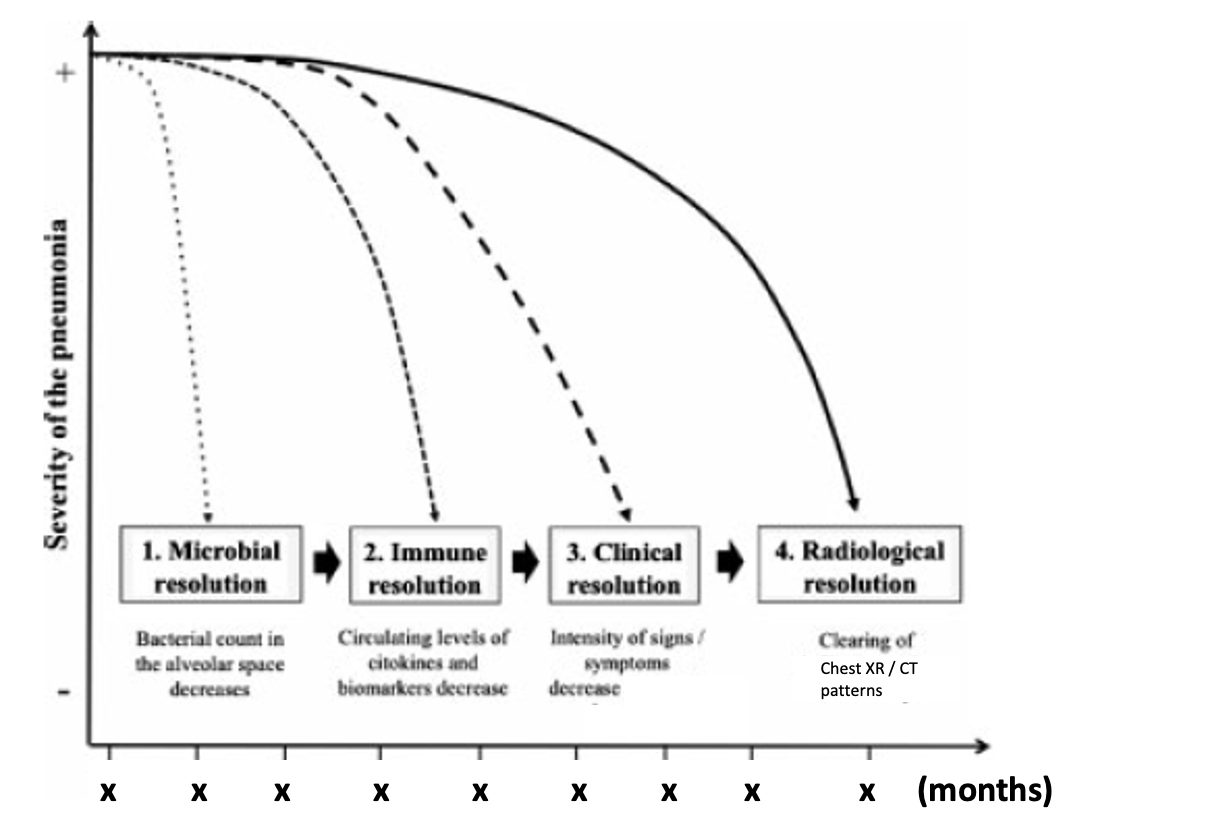 +
Severity of the pneumonia
1. Microbial
resolution
2. Immune
resolution
3. Clinical
resolution
4. Radiological
resolution
Bacterial count in
the alveolar space
decreases
Circulating levels of
citokines and
biomarkers decrease
Intensity of signs /
symptoms
decrease
Clearing of
Chest XR / CT
patterns
-
x x x x x x x x x (months)